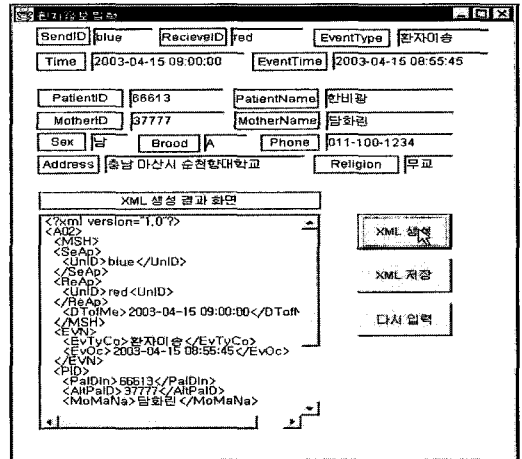 환자정보입력
SendID blue RecieveID red EventType 환자이송
Time 2003-04-15 09:00:00 EventTime 2003-04-15 08:55:45
PatientID 66613 PatientName 한비광
MotherID 37777 MotherName 담화린
Sex 남 Brood A Phone 011-100-1234
Address 충남 아산시 순천향대학교 Religion 무교
XML 생성 결과 화면
<?xml version="1.0"?>
<A02>
<MSH>
<SeAp>
<UnID>blue</UnID>
</SeAp>
<ReAp>
<UnID>red<UnID>
</ReAp>
<DTofMe>2003-04-15 09:00:00</DTofM
</MSH>
<EVN>
<EvTyCo>환자이송</EvTyCo>
<EvOc>2003-04-15 08:55:45</EvOc>
</EVN>
<PID>
<PaIDIn>66613</PaIDIn>
<AltPaID>37777</AltPaID>
<MoMaNa>담화린</MoMaNa>
XML 생성
XML 저장
다시 입력